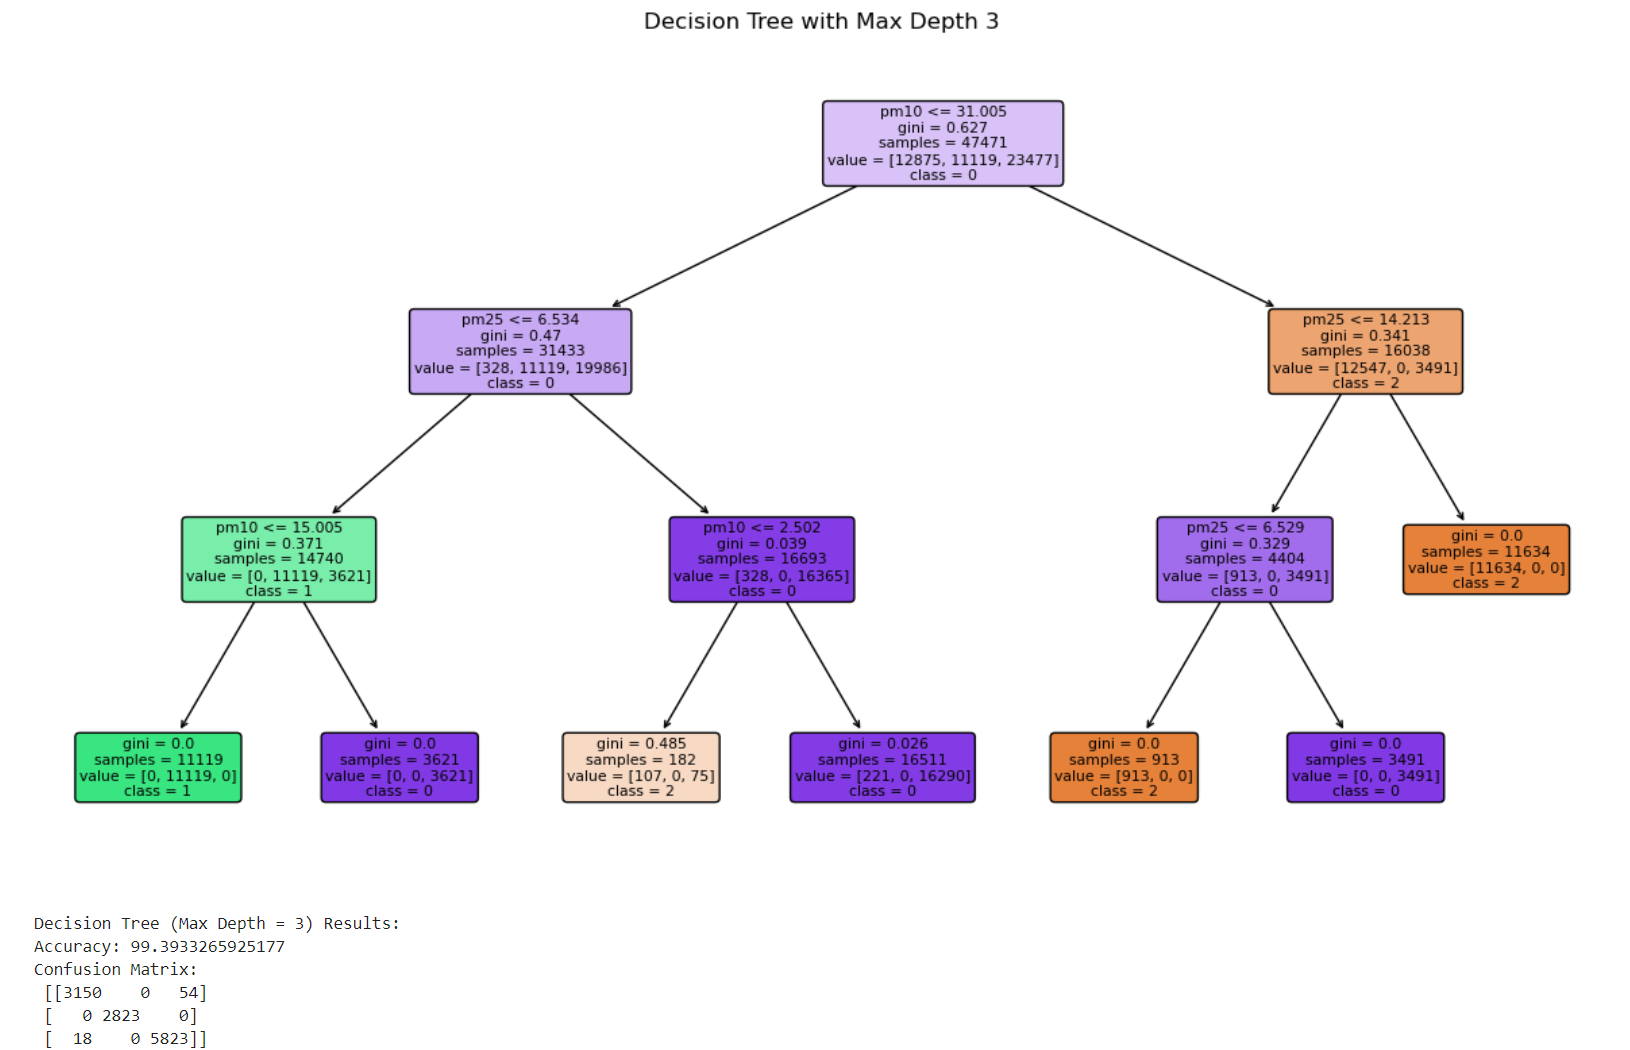 Decision Tree with Max Depth 3
pm10 <= 31.005
gini = 0.627
samples = 47471
value = [12875, 11119, 23477]
class = 0
pm25 <= 6.534
gini = 0.47
samples = 31433
value = [328, 11119, 19986]
class = 0
pm25 <= 14.213
gini = 0.341
samples = 16038
value = [12547, 0, 3491]
class = 2
pm10 <= 15.005
gini = 0.371
samples = 14740
value = [0, 11119, 3621]
class = 1
pm10 <= 2.502
gini = 0.039
samples = 16693
value = [328, 0, 16365]
class = 0
pm25 <= 6.529
gini = 0.329
samples = 4404
value = [913, 0, 3491]
class = 0
gini = 0.0
samples = 11634
value = [11634, 0, 0]
class = 2
gini = 0.0
samples = 11119
value = [0, 11119, 0]
class = 1
gini = 0.0
samples = 3621
value = [0, 0, 3621]
class = 0
gini = 0.485
samples = 182
value = [107, 0, 75]
class = 2
gini = 0.026
samples = 16511
value = [221, 0, 16290]
class = 0
gini = 0.0
samples = 913
value = [913, 0, 0]
class = 2
gini = 0.0
samples = 3491
value = [0, 0, 3491]
class = 0
Decision Tree (Max Depth = 3) Results:
Accuracy: 99.3933265925177
Confusion Matrix:
[[3150    0   54]
[   0 2823    0]
[  18    0 5823]]